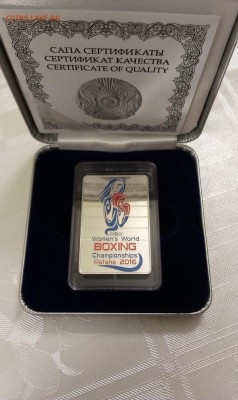 САПА СЕРТИФИКАТЫ
СЕРТИФИКАТ КАЧЕСТВА
CERTIFICATE OF QUALITY
AIBA
Women's World
BOXING
Championships
Astana 2016